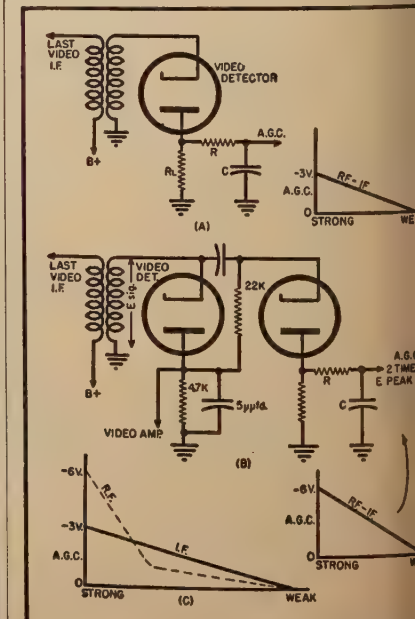 LAST
VIDEO
I.F.
VIDEO
DETECTOR
A.G.C.
R
RL
C
B+
(A)
-3V.
RF-IF
A.G.C.
0
STRONG
LAST
VIDEO
I.F.
VIDEO
DET.
E sig.
22K
B+
4.7K
5μμfd.
VIDEO AMP.
R
C
2 TIME
E PEAK
(B)
-6V.
R.F.
-3V.
I.F.
A.G.C.
0
STRONG
WEAK
(C)
-6V.
RF-IF
A.G.C.
0
STRONG